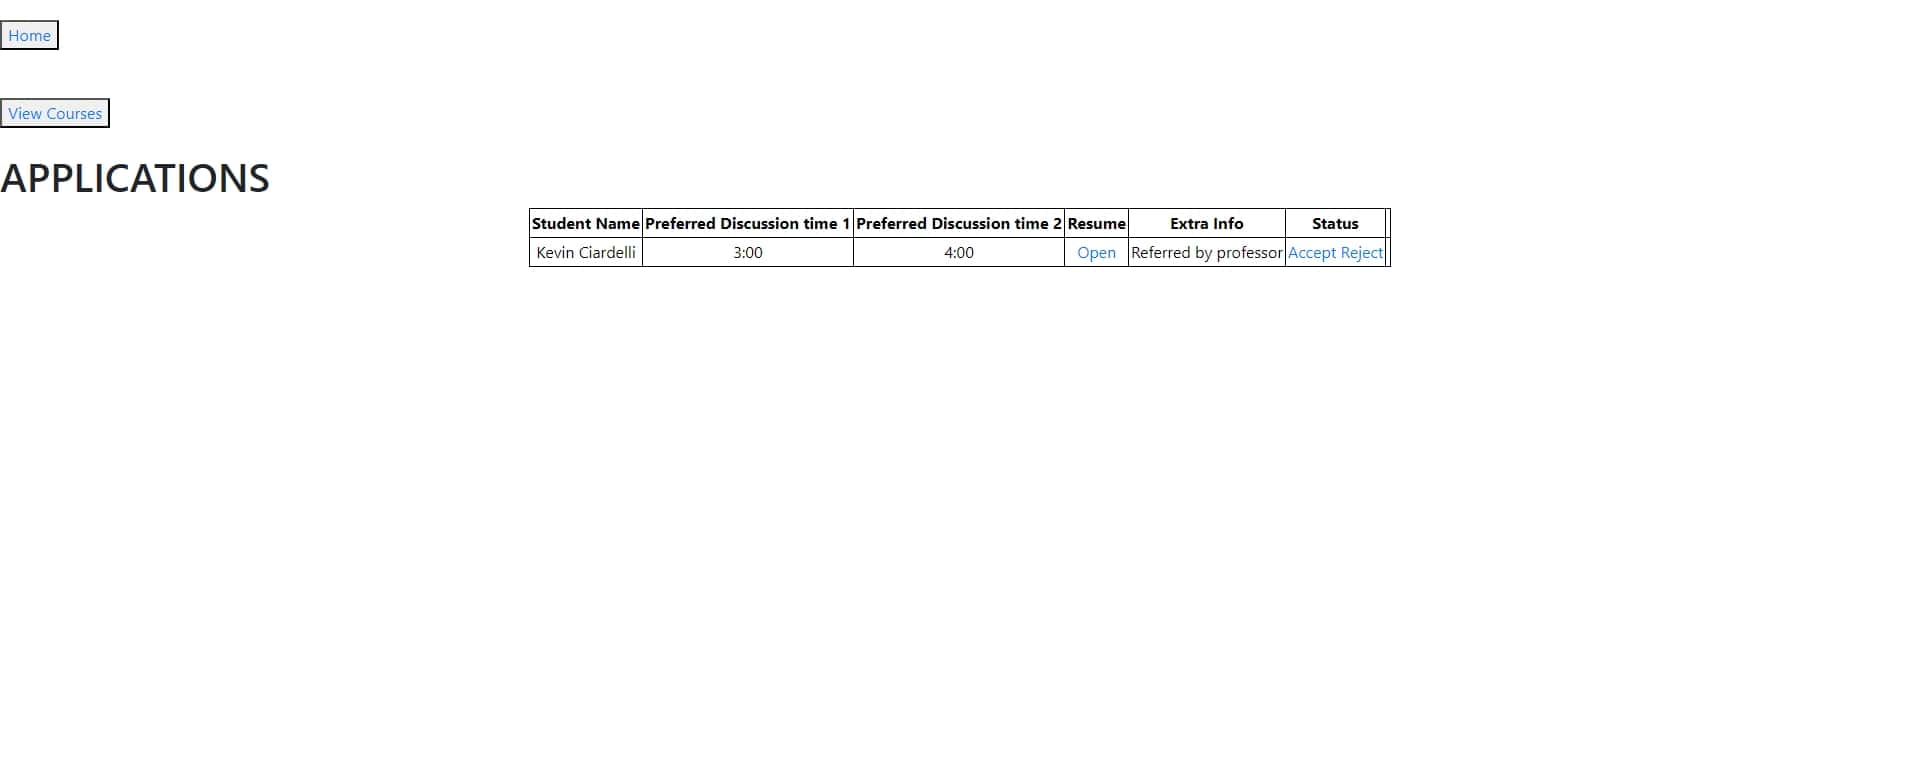 Home
View Courses
APPLICATIONS
Student Name Preferred Discussion time 1 Preferred Discussion time 2 Resume Extra Info Status
Kevin Ciardelli 3:00 4:00 Open Referred by professor Accept Reject